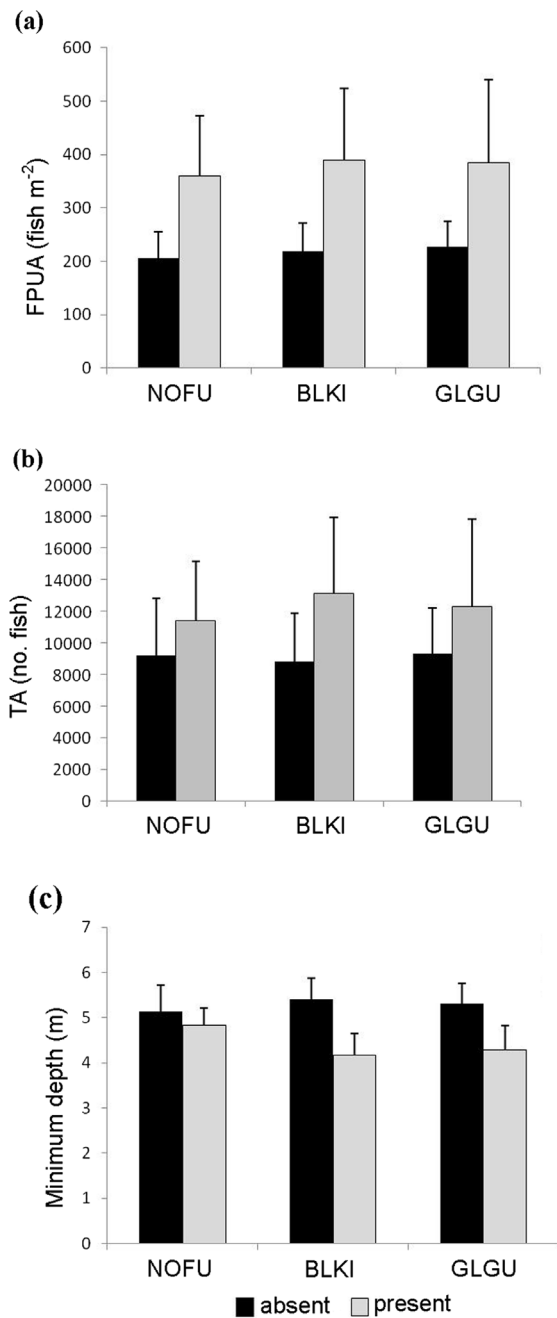 (a)
600
500
400
300
200
100
0
FPUA (fish m-2)
NOFU BLKI GLGU
(b)
20000
18000
16000
14000
12000
10000
8000
6000
4000
2000
0
TA (no. fish)
NOFU BLKI GLGU
(c)
7
6
5
4
3
2
1
0
Minimum depth (m)
NOFU BLKI GLGU
absent present